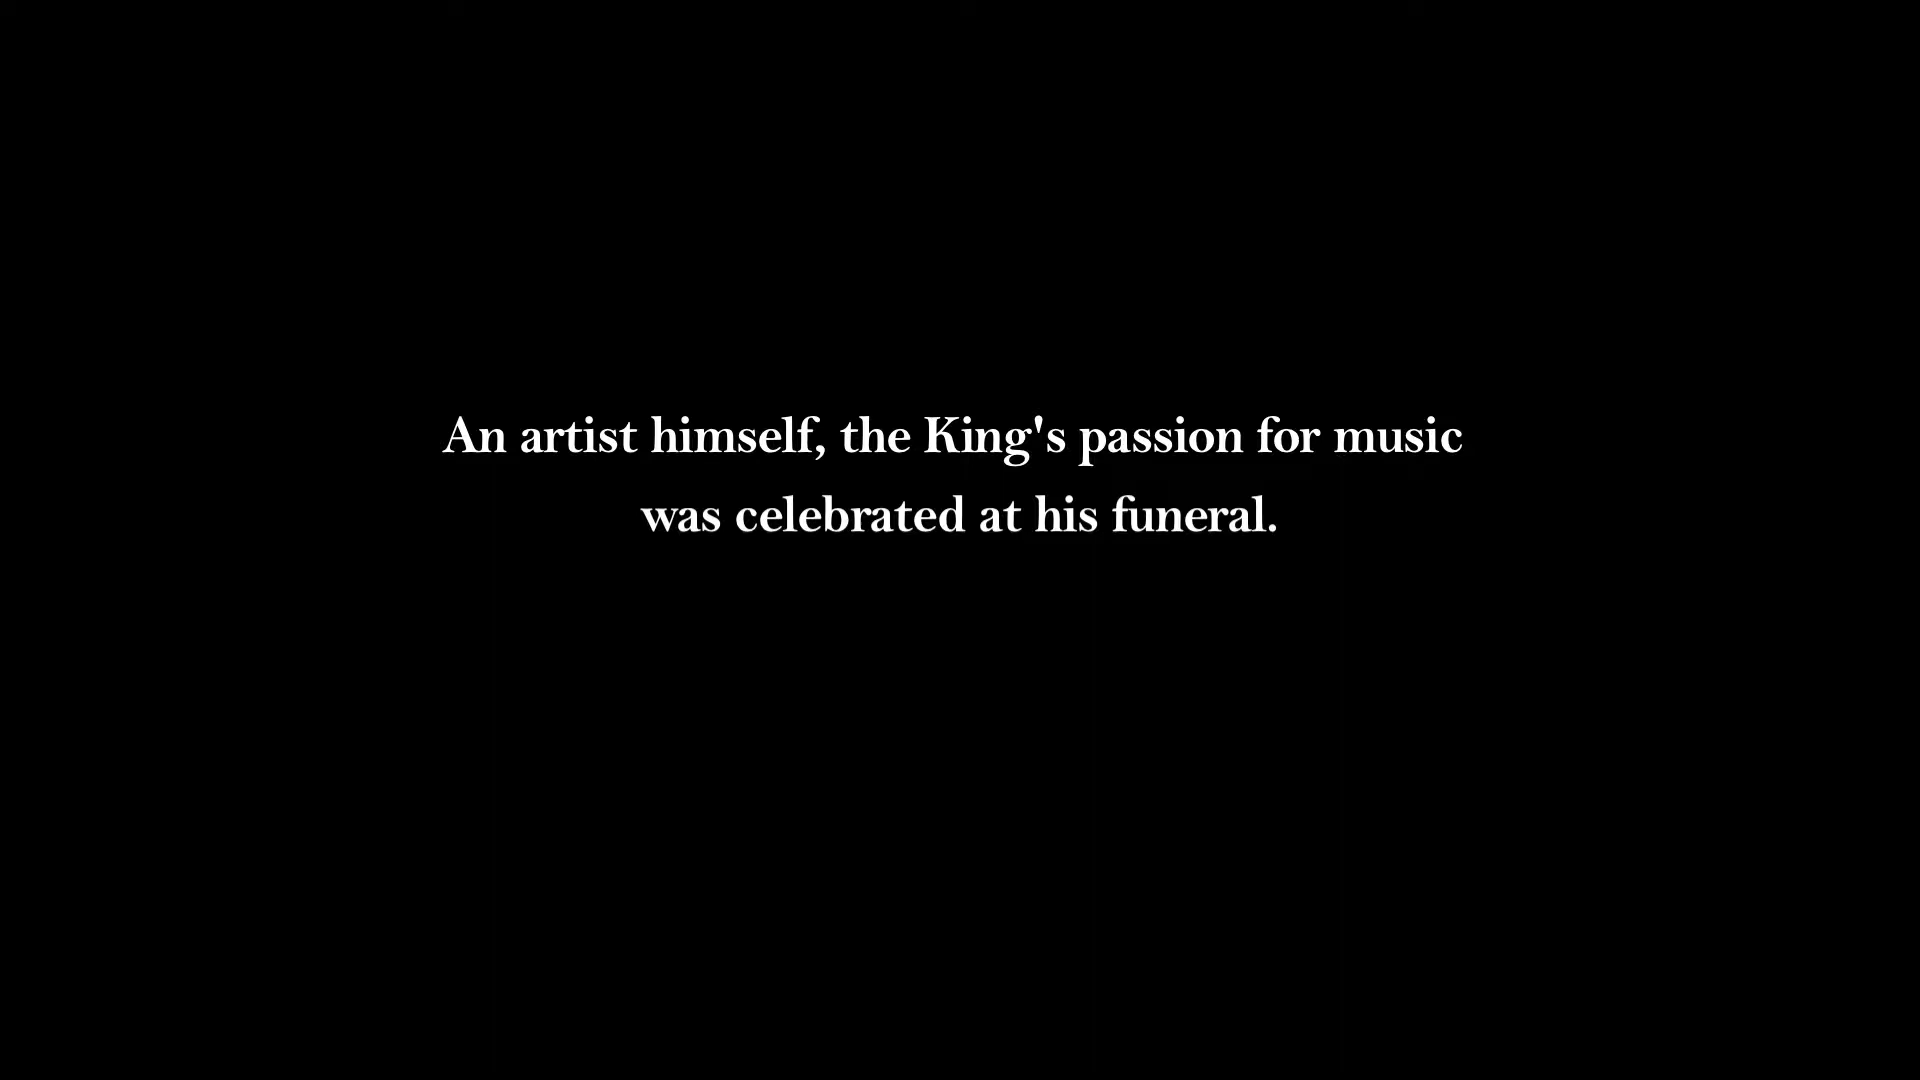 An artist himself, the King's passion for music
was celebrated at his funeral.